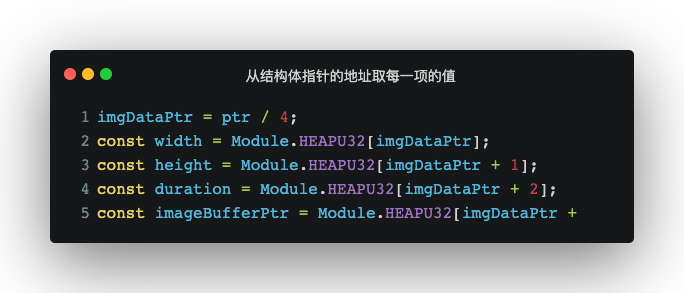 从结构体指针的地址取每一项的值
1 imgDataPtr = ptr / 4;
2 const width = Module.HEAPU32[imgDataPtr];
3 const height = Module.HEAPU32[imgDataPtr + 1];
4 const duration = Module.HEAPU32[imgDataPtr + 2];
5 const imageBufferPtr = Module.HEAPU32[imgDataPtr +